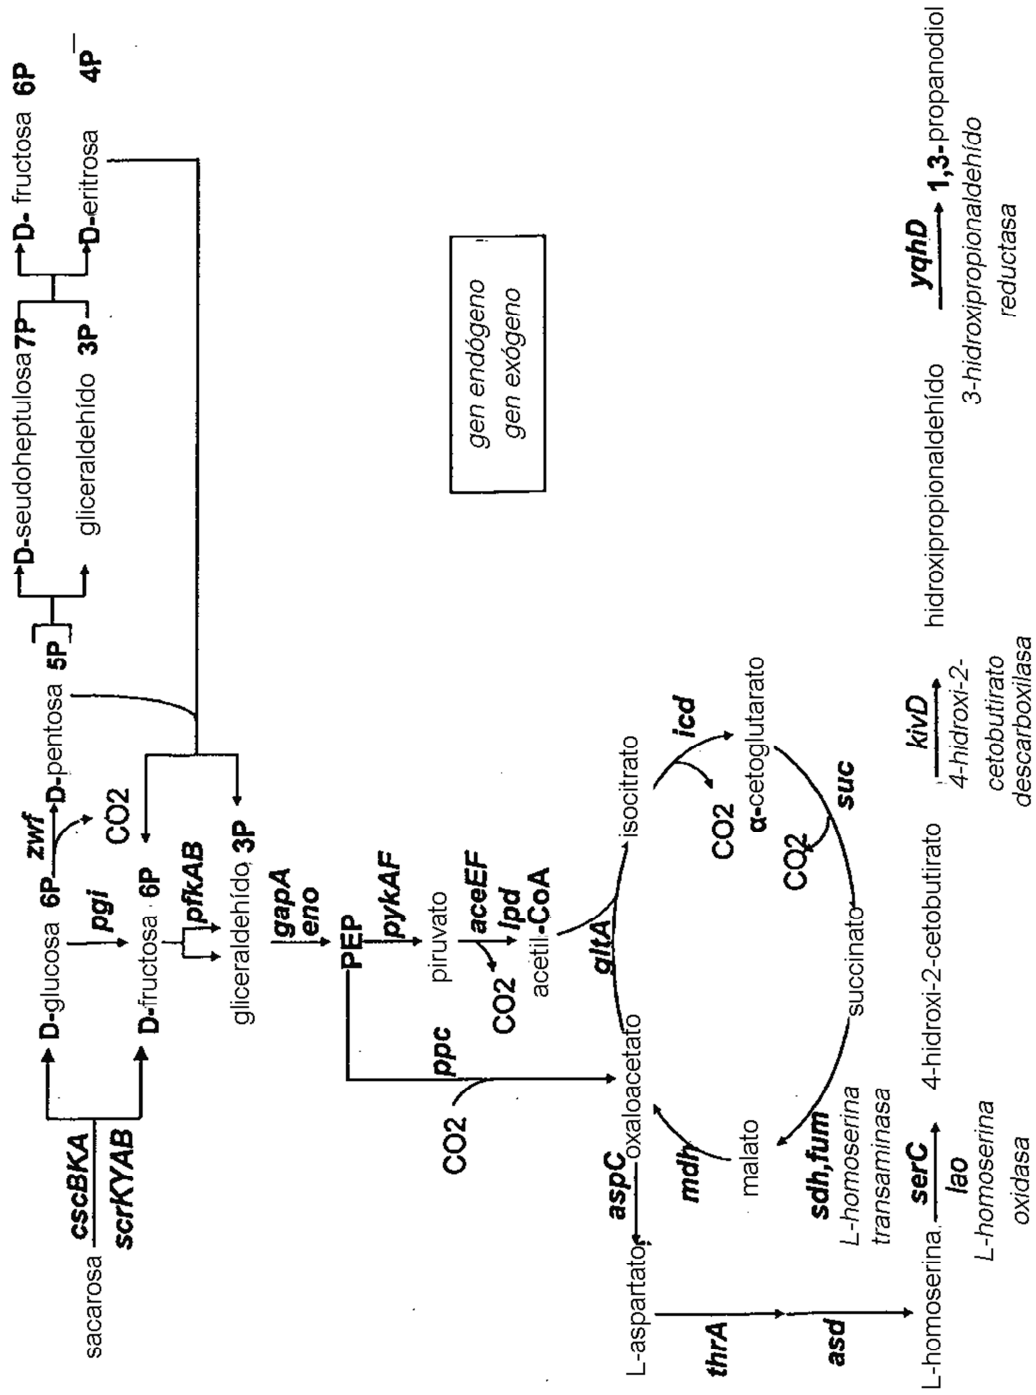 sacarosa
cscBKA
scrKYAB
D-glucosa 6P
zwf
D-pentosa 5P
CO2
pgi
D-fructosa 6P
pfkAB
gliceraldehído, 3P
D-seudoheptulosa 7P
gliceraldehído 3P
D- fructosa 6P
D-eritrosa 4P
gapA
eno
PEP
pykAF
piruvato
aceEF
lpd
CO2
acetil-CoA
ppc
CO2
gen endógeno
gen exógeno
gltA
oxaloacetato
isocitrato
icd
CO2
α-cetoglutarato
suc
CO2
succinato
sdh,fum
malato
mdh
aspC
L-aspartato
thrA
asd
L-homoserina
L-homoserina
transaminasa
serC
lao
L-homoserina
oxidasa
4-hidroxi-2-cetobutirato
kivD
4-hidroxi-2-
cetobutirato
descarboxilasa
hidroxipropionaldehído
yqhD
3-hidroxipropionaldehído
reductasa
1,3-propanodiol